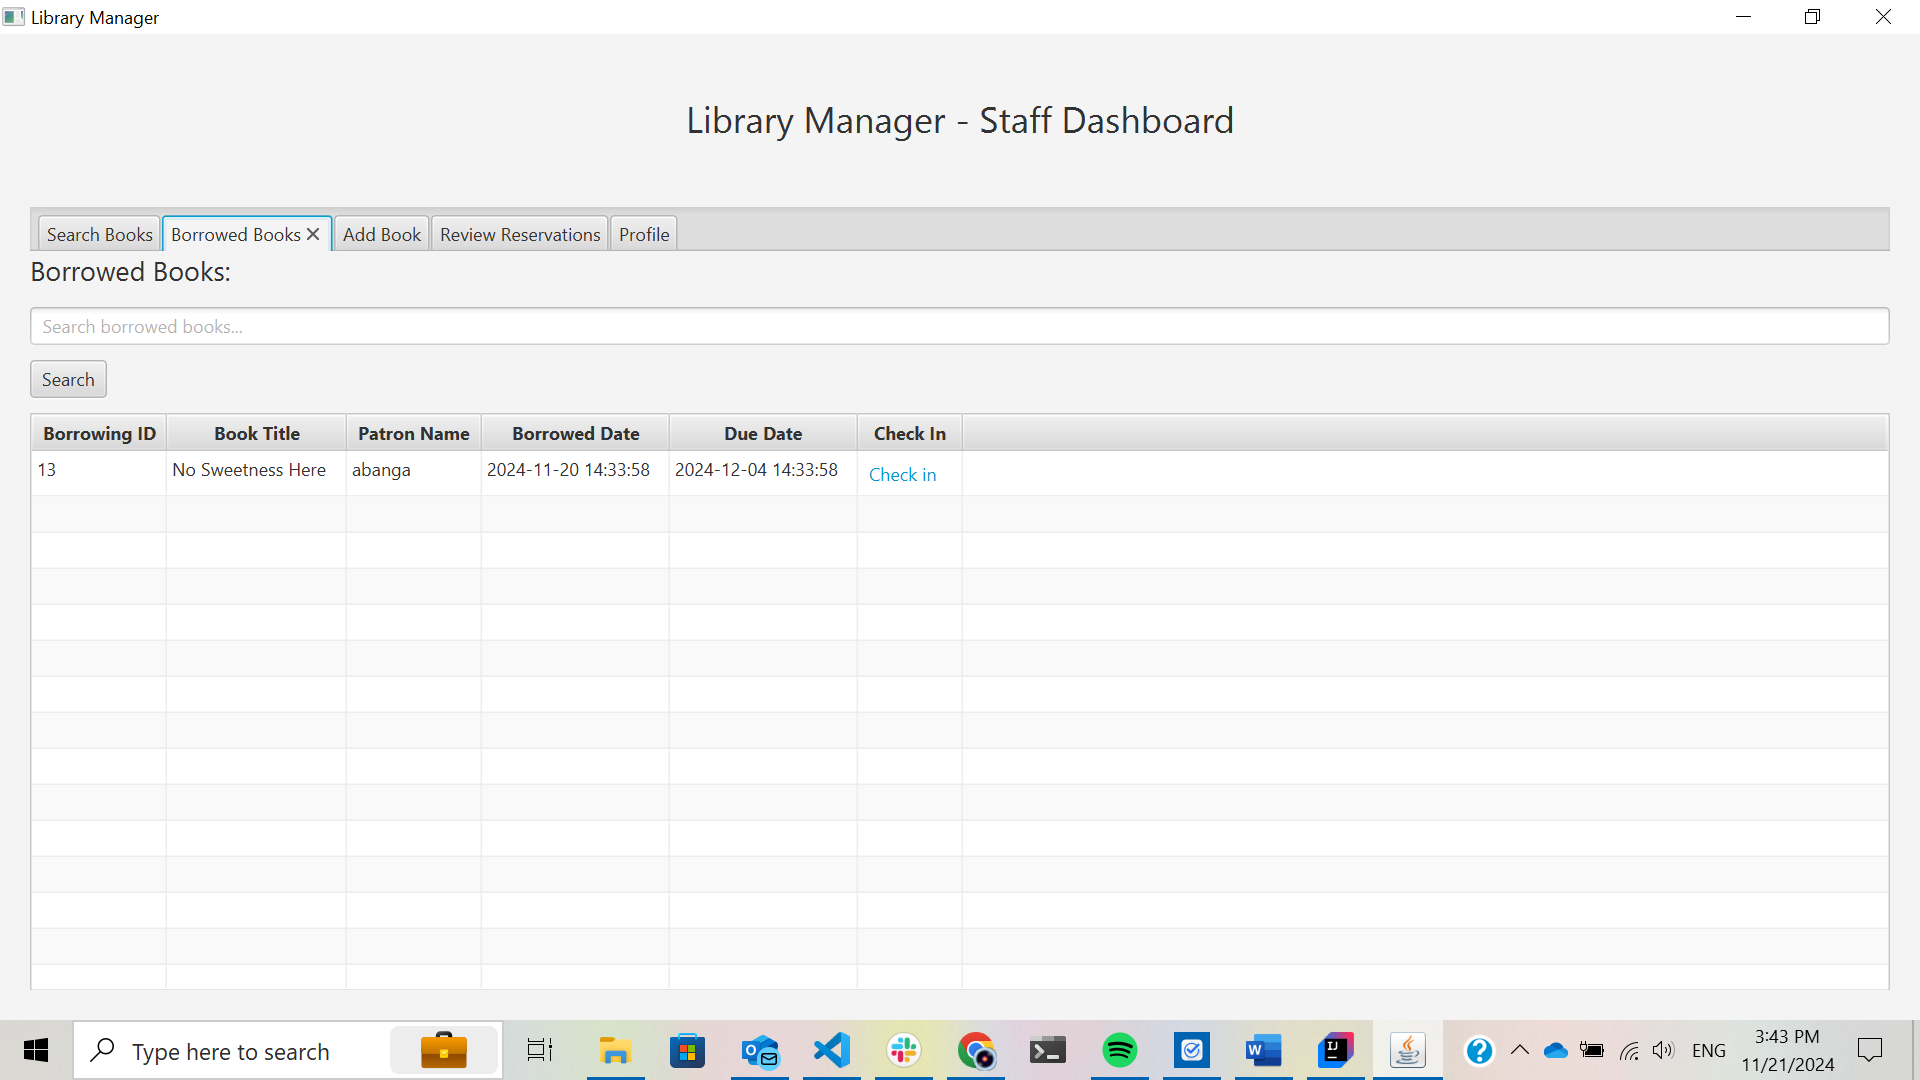 Library Manager
Library Manager - Staff Dashboard
Search Books Borrowed Books Add Book Review Reservations Profile
Borrowed Books:
Search borrowed books...
Search
Borrowing ID Book Title Patron Name Borrowed Date Due Date Check In
13 No Sweetness Here abanga 2024-11-20 14:33:58 2024-12-04 14:33:58 Check in
Type here to search
ENG
3:43 PM
11/21/2024